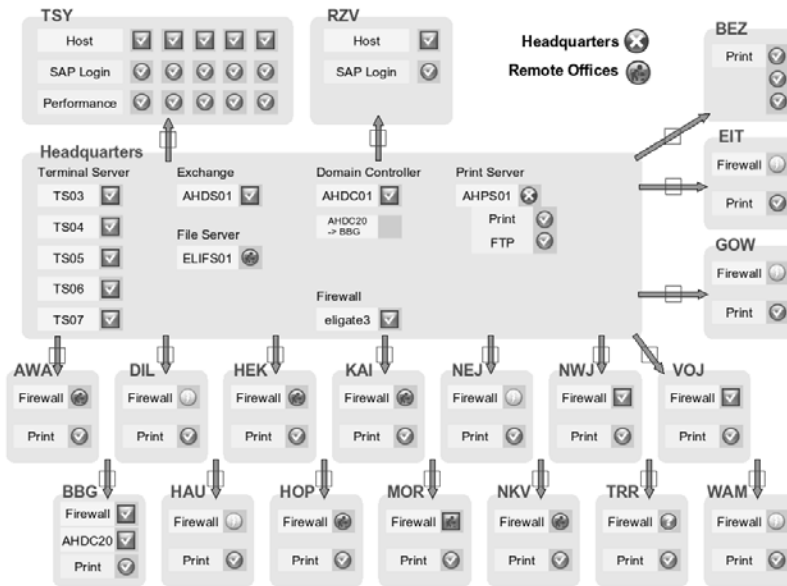 TSY
Host
SAP Login
Performance
RZV
Host
SAP Login
Headquarters
Remote Offices
BEZ
Print
EIT
Firewall
Print
GOW
Firewall
Print
Headquarters
Terminal Server
TS03
TS04
TS05
TS06
TS07
Exchange
AHDS01
File Server
ELIFS01
Domain Controller
AHDC01
AHDC20
-> BBG
Firewall
eligate3
Print Server
AHPS01
Print
FTP
AWA
Firewall
Print
DIL
Firewall
Print
HEK
Firewall
Print
KAI
Firewall
Print
NEJ
Firewall
Print
NWJ
Firewall
Print
VOJ
Firewall
Print
BBG
Firewall
AHDC20
Print
HAU
Firewall
Print
HOP
Firewall
Print
MOR
Firewall
Print
NKV
Firewall
Print
TRR
Firewall
Print
WAM
Firewall
Print